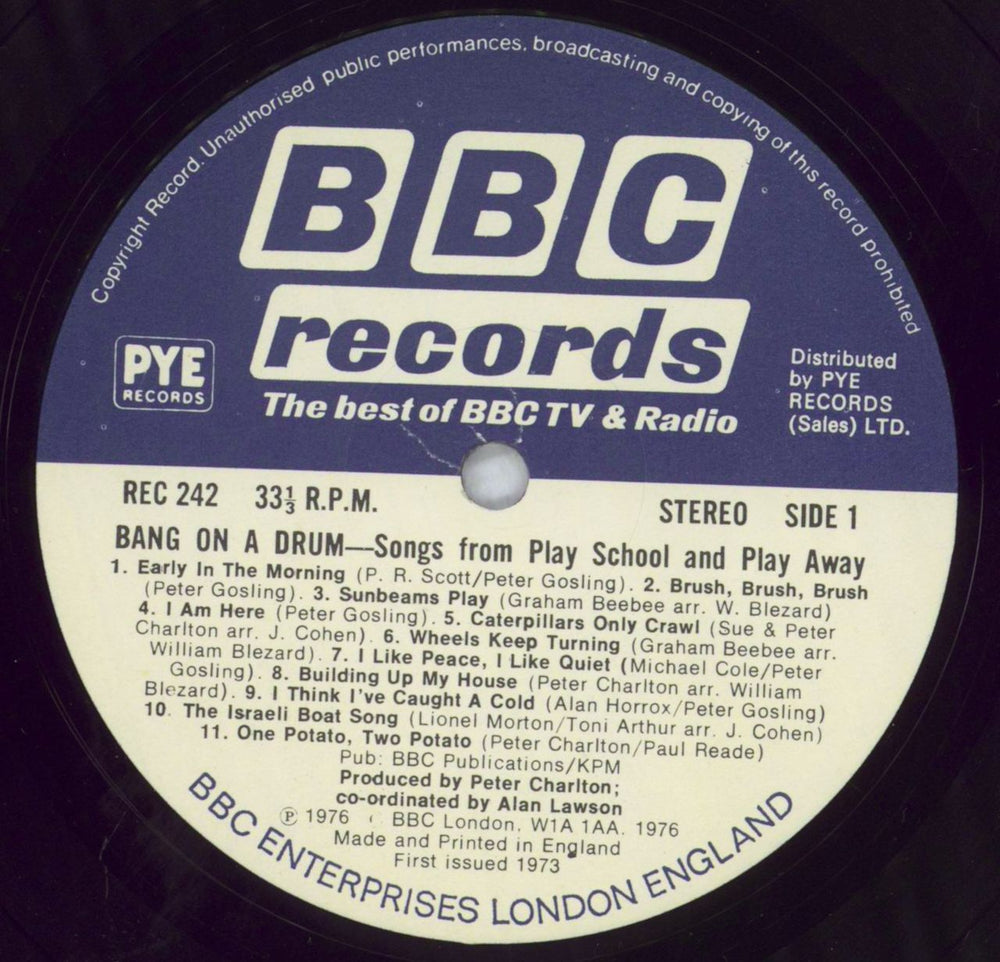 Copyright Record. Unauthorised public performances, broadcasting and copying of this record prohibited
BBC
records
The best of BBC TV & Radio
PYE
RECORDS
Distributed
by PYE
RECORDS
(Sales) LTD.
REC 242 33⅓ R.P.M. STEREO SIDE 1
BANG ON A DRUM—Songs from Play School and Play Away
1. Early In The Morning (P. R. Scott/Peter Gosling). 2. Brush, Brush, Brush
(Peter Gosling). 3. Sunbeams Play (Graham Beebee arr. W. Blezard)
4. I Am Here (Peter Gosling). 5. Caterpillars Only Crawl (Sue & Peter
Charlton arr. J. Cohen). 6. Wheels Keep Turning (Graham Beebee arr.
William Blezard). 7. I Like Peace, I Like Quiet (Michael Cole/Peter
Gosling). 8. Building Up My House (Peter Charlton arr. William
Blezard). 9. I Think I've Caught A Cold (Alan Horrox/Peter Gosling)
10. The Israeli Boat Song (Lionel Morton/Toni Arthur arr. J. Cohen)
11. One Potato, Two Potato (Peter Charlton/Paul Reade)
Pub: BBC Publications/KPM
Produced by Peter Charlton;
co-ordinated by Alan Lawson
℗ 1976 BBC London, W1A 1AA. 1976
Made and Printed in England
First issued 1973
BBC ENTERPRISES LONDON ENGLAND